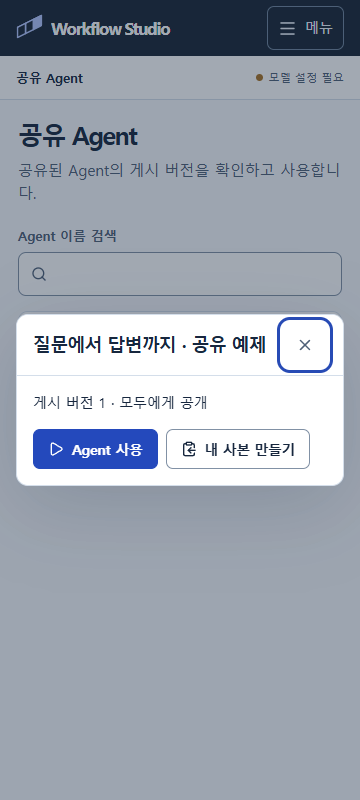 Workflow Studio
메뉴
공유 Agent
모델 설정 필요
공유 Agent
공유된 Agent의 게시 버전을 확인하고 사용합니
다.
Agent 이름 검색
질문에서 답변까지 · 공유 예제
게시 버전 1 · 모두에게 공개
Agent 사용
내 사본 만들기